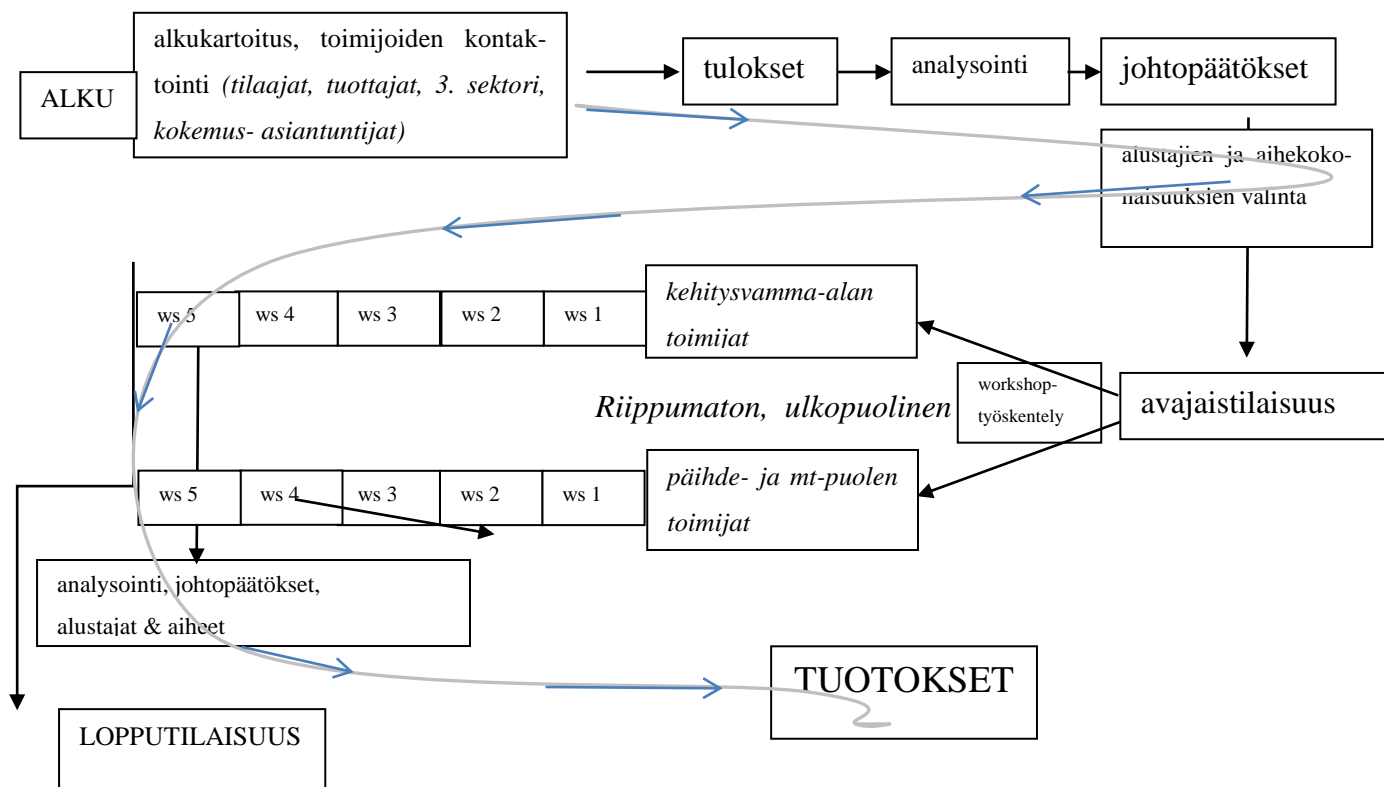 ALKU
alkukartoitus, toimijoiden kontak-
tointi (tilaajat, tuottajat, 3. sektori,
kokemus- asiantuntijat)
tulokset
analysointi
johtopäätökset
alustajien ja aihekoko-
naisuuksien valinta
avajaistilaisuus
workshop-
työskentely
Riippumaton, ulkopuolinen
kehitysvamma-alan
toimijat
ws 5
ws 4
ws 3
ws 2
ws 1
päihde- ja mt-puolen
toimijat
ws 5
ws 4
ws 3
ws 2
ws 1
analysointi, johtopäätökset,
alustajat & aiheet
LOPPUTILAISUUS
TUOTOKSET